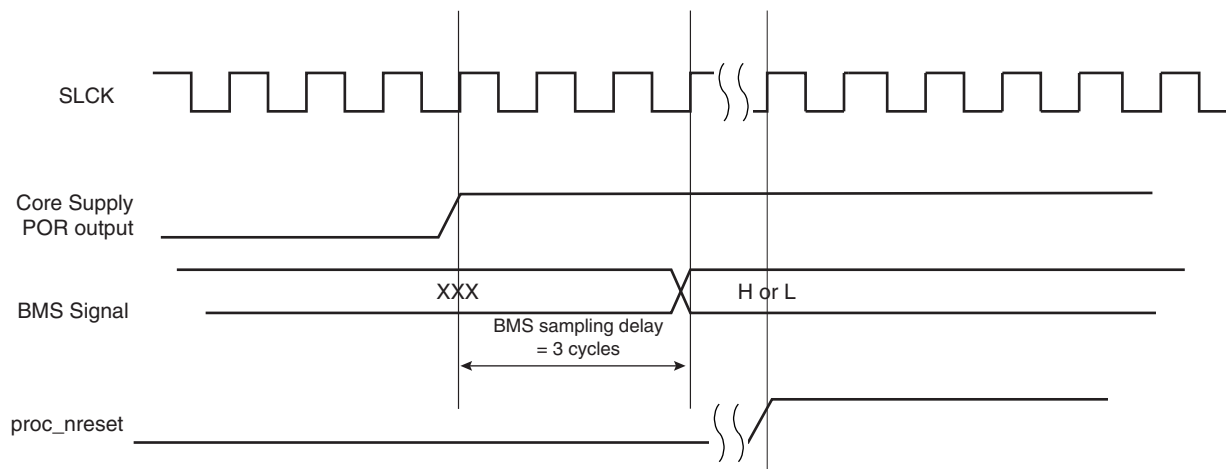 SLCK
Core Supply
POR output
BMS Signal
XXX
H or L
BMS sampling delay
= 3 cycles
proc_nreset